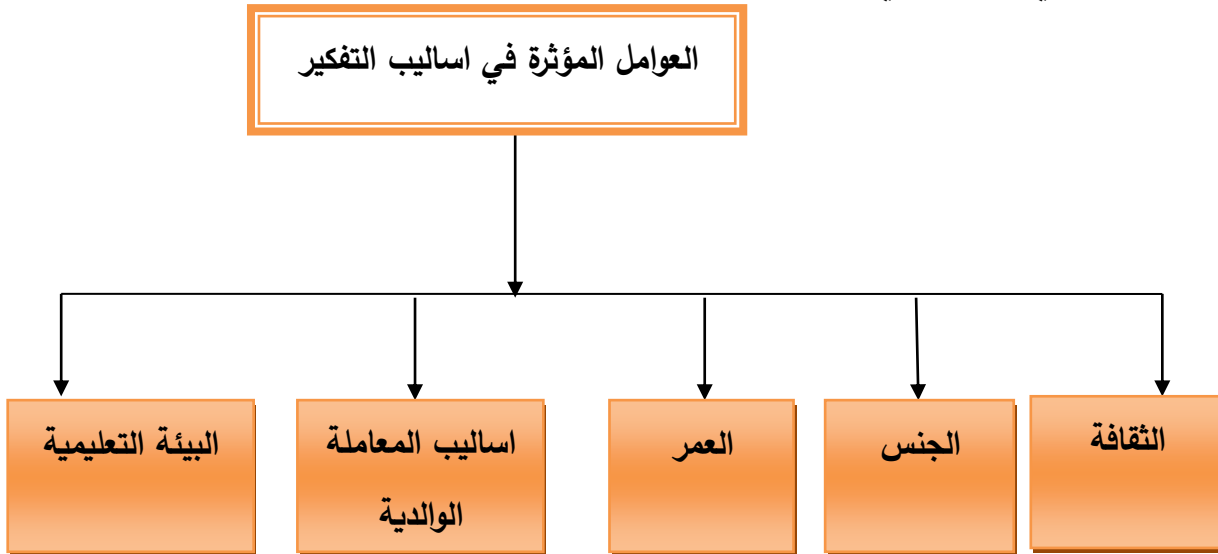 العوامل المؤثرة في اساليب التفكير
الثقافة
الجنس
العمر
اساليب المعاملة
الوالدية
البيئة التعليمية